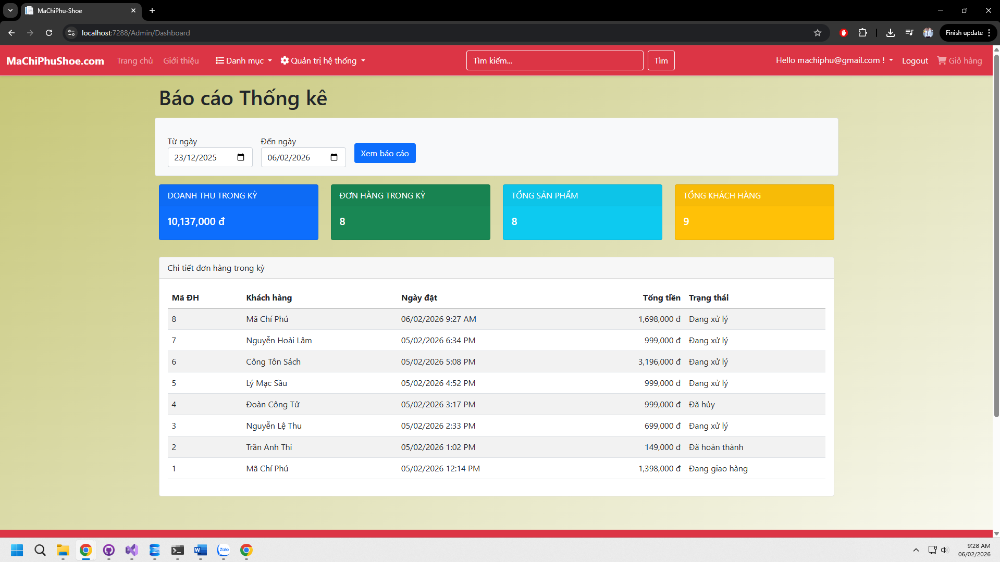 MaChiPhu-Shoe
localhost:7288/Admin/Dashboard
Finish update
MaChiPhuShoe.com Trang chủ Giới thiệu Danh mục Quản trị hệ thống Tìm kiếm... Tìm Hello machiphu@gmail.com ! Logout Giỏ hàng
Báo cáo Thống kê
Từ ngày Đến ngày
23/12/2025 06/02/2026 Xem báo cáo
DOANH THU TRONG KỲ ĐƠN HÀNG TRONG KỲ TỔNG SẢN PHẨM TỔNG KHÁCH HÀNG
10,137,000 đ 8 8 9
Chi tiết đơn hàng trong kỳ
Mã ĐH Khách hàng Ngày đặt Tổng tiền Trạng thái
8 Mã Chí Phú 06/02/2026 9:27 AM 1,698,000 đ Đang xử lý
7 Nguyễn Hoài Lâm 05/02/2026 6:34 PM 999,000 đ Đang xử lý
6 Công Tôn Sách 05/02/2026 5:08 PM 3,196,000 đ Đang xử lý
5 Lý Mạc Sầu 05/02/2026 4:52 PM 999,000 đ Đang xử lý
4 Đoàn Công Tử 05/02/2026 3:17 PM 999,000 đ Đã hủy
3 Nguyễn Lệ Thu 05/02/2026 2:33 PM 699,000 đ Đang xử lý
2 Trần Anh Thi 05/02/2026 1:02 PM 149,000 đ Đã hoàn thành
1 Mã Chí Phú 05/02/2026 12:14 PM 1,398,000 đ Đang giao hàng
Zalo
9:28 AM
06/02/2026